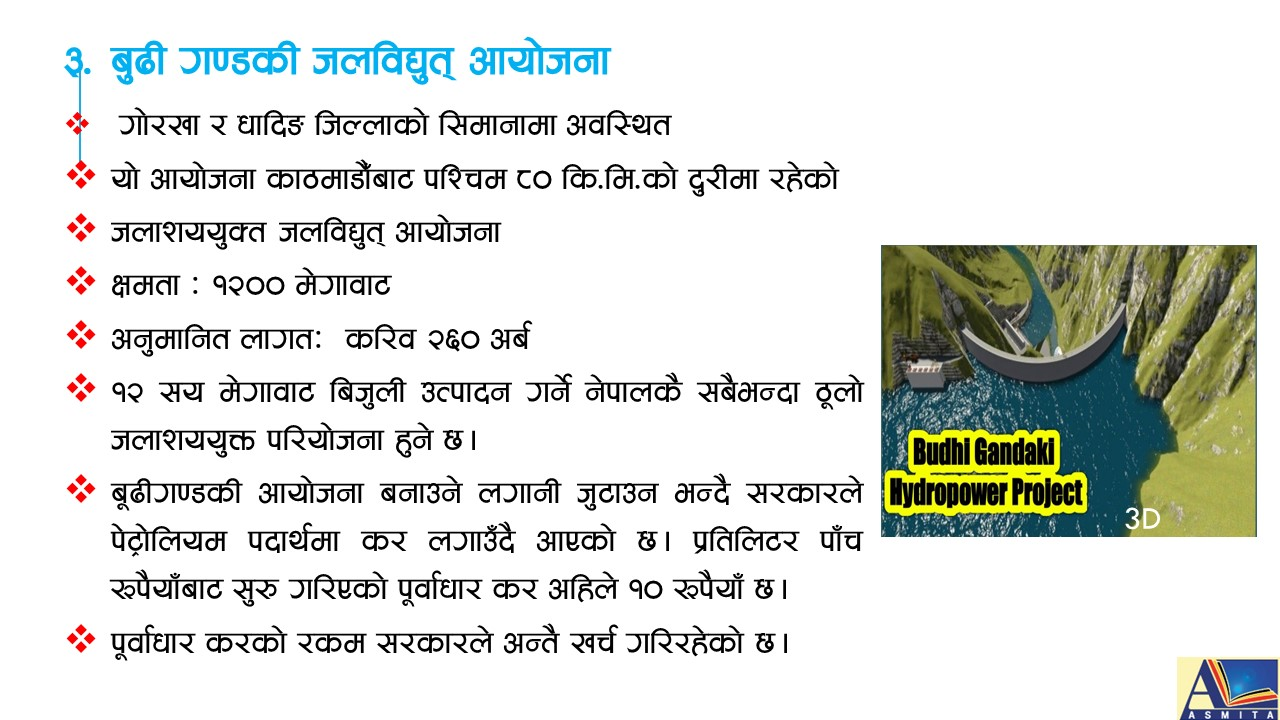 ३. बुढी गण्डकी जलविद्युत् आयोजना
गोरखा र धादिङ जिल्लाको सिमानामा अवस्थित
यो आयोजना काठमाडौँबाट पश्चिम ८० कि.मि.को दुरीमा रहेको
जलाशययुक्त जलविद्युत् आयोजना
क्षमता : १२०० मेगावाट
अनुमानित लागतः करिव २६० अर्ब
१२ सय मेगावाट बिजुली उत्पादन गर्ने नेपालकै सबैभन्दा ठूलो
जलाशययुक्त परियोजना हुने छ।
बूढीगण्डकी आयोजना बनाउने लगानी जुटाउन भन्दै सरकारले
पेट्रोलियम पदार्थमा कर लगाउँदै आएको छ। प्रतिलिटर पाँच
रुपैयाँबाट सुरु गरिएको पूर्वाधार कर अहिले १० रुपैयाँ छ।
पूर्वाधार करको रकम सरकारले अन्तै खर्च गरिरहेको छ।
Budhi Gandaki
Hydropower Project
3D
ASMITA